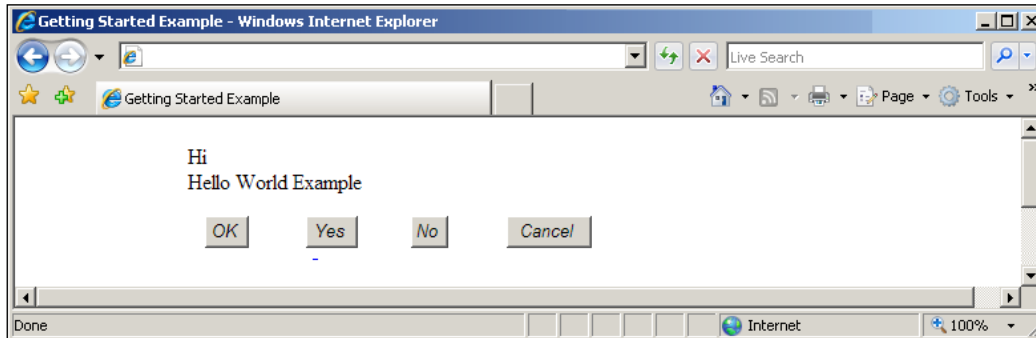 Getting Started Example - Windows Internet Explorer
Live Search
Getting Started Example
Page
Tools
»
Hi
Hello World Example
OK Yes No Cancel
-
Done
Internet
100%